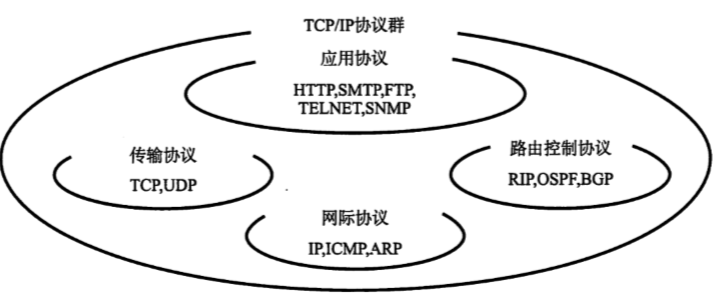 TCP/IP协议群
应用协议
HTTP,SMTP,FTP,
TELNET,SNMP
传输协议
TCP,UDP
路由控制协议
RIP,OSPF,BGP
网际协议
IP,ICMP,ARP